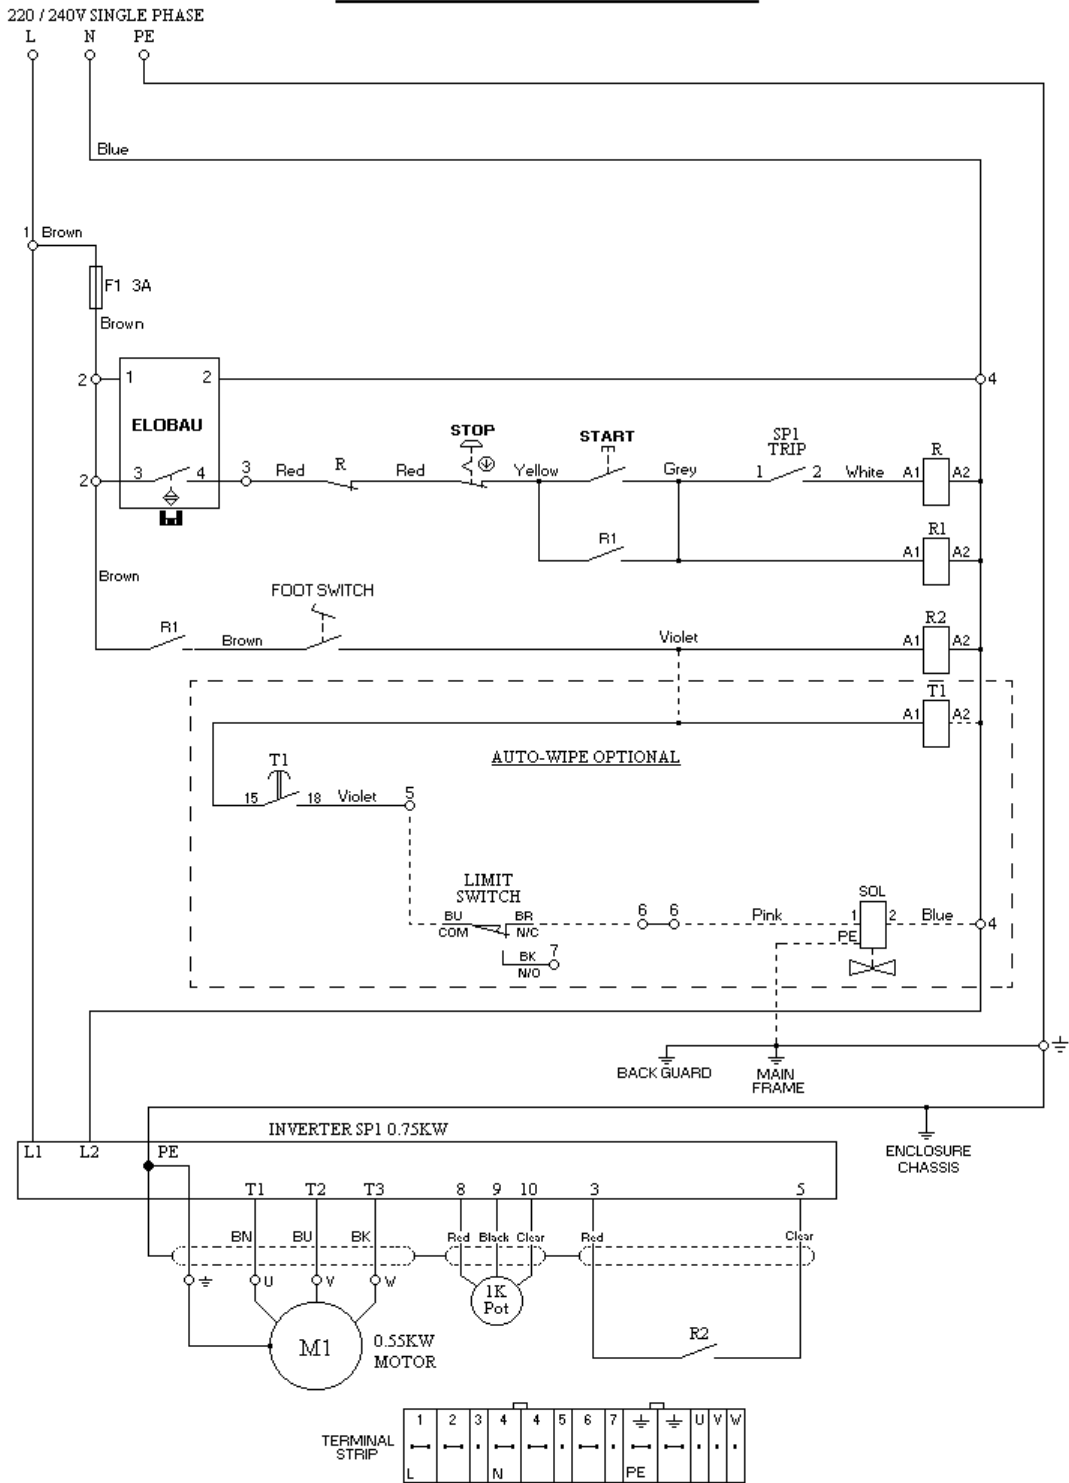 220 / 240V SINGLE PHASE
L N PE
Blue
1 Brown
F1 3A
Brown
2 1 2 4
ELOBAU
STOP
START
SP1
TRIP
R
2 3 4 3 Red R Red Yellow Grey 1 2 White A1 A2
R1
R1
A1 A2
Brown
FOOT SWITCH
R2
R1 Brown Violet A1 A2
T1
A1 A2
AUTO-WIPE OPTIONAL
T1
15 18 Violet 5
LIMIT
SWITCH
SOL
BU BR 6 6 Pink 1 2 Blue 4
COM N/C
PE
BK 7
N/O
BACK GUARD
MAIN
FRAME
INVERTER SP1 0.75KW
ENCLOSURE
CHASSIS
L1 L2 PE
T1 T2 T3 8 9 10 3 5
BN BU BK Red Black Clear Red Clear
U V W
1K
Pot
M1
0.55KW
MOTOR
R2
TERMINAL
STRIP
1 2 3 4 4 5 6 7 U V W
L N PE